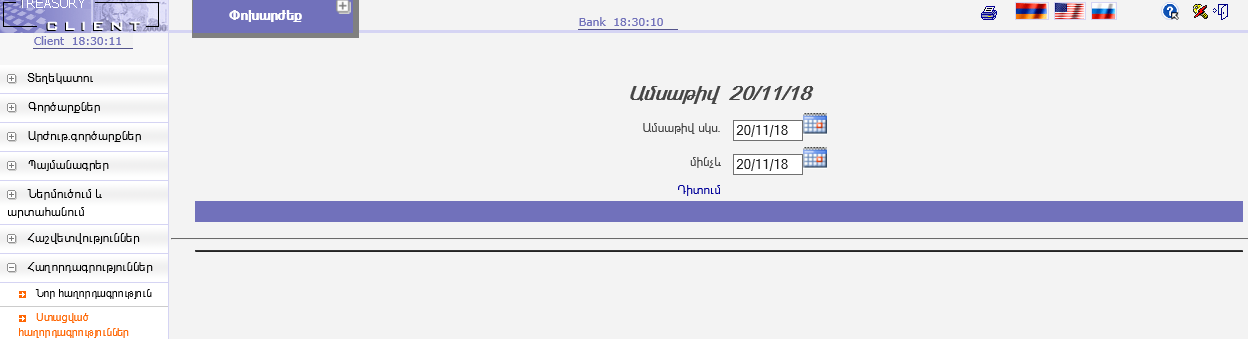 TREASURY
CLIENT
Client 18:30:11
Փոխարժեք
Bank 18:30:10
Տեղեկատու
Գործարքներ
Արժութ.գործարքներ
Պայմանագրեր
Ներմուծում և
արտահանում
Հաշվետվություններ
Հաղորդագրություններ
Նոր հաղորդագրություն
Ստացված
հաղորդագրություններ
Ամսաթիվ 20/11/18
Ամսաթիվ սկս. 20/11/18
մինչև 20/11/18
Դիտում